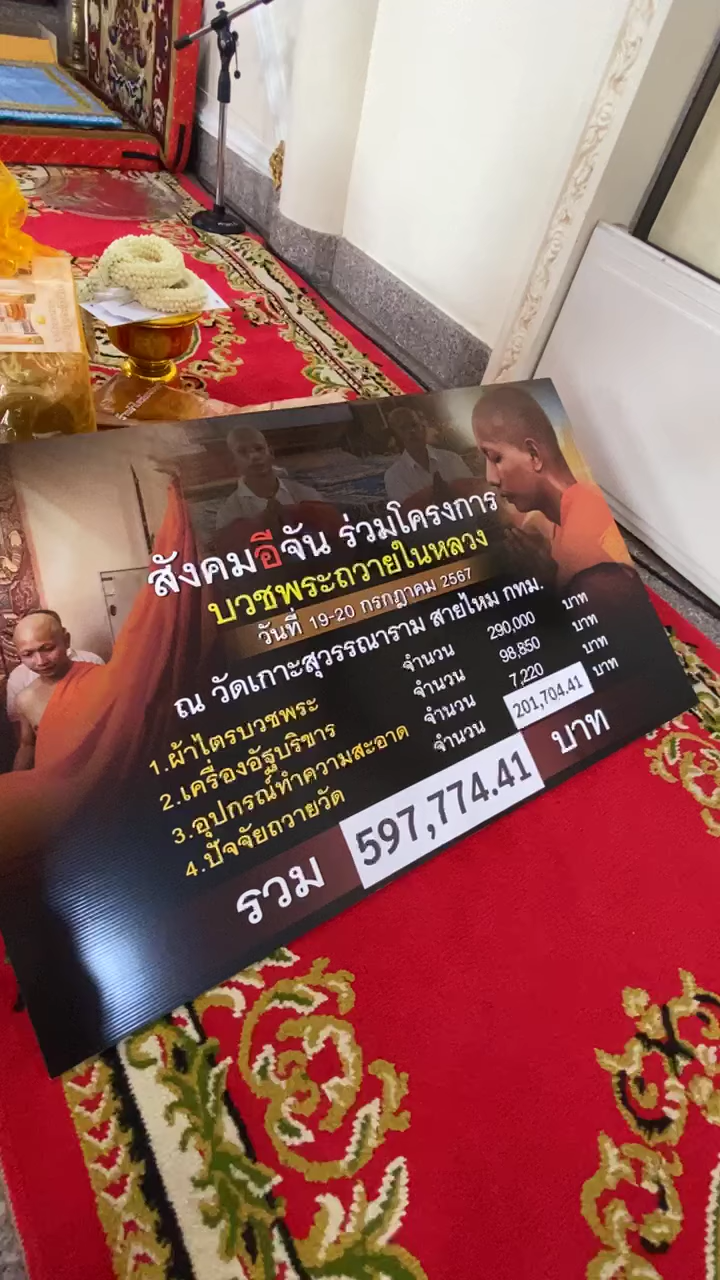 สังคมอีจัน ร่วมโครงการ
บวชพระถวายในหลวง
วันที่ 19-20 กรกฎาคม 2567
ณ วัดเกาะสุวรรณาราม สายไหม กทม.
1.ผ้าไตรบวชพระ จำนวน 290,000 บาท
2.เครื่องอัฐบริขาร จำนวน 98,850 บาท
3.อุปกรณ์ทำความสะอาด จำนวน 7,220 บาท
4.ปัจจัยถวายวัด จำนวน 201,704.41 บาท
รวม 597,774.41 บาท